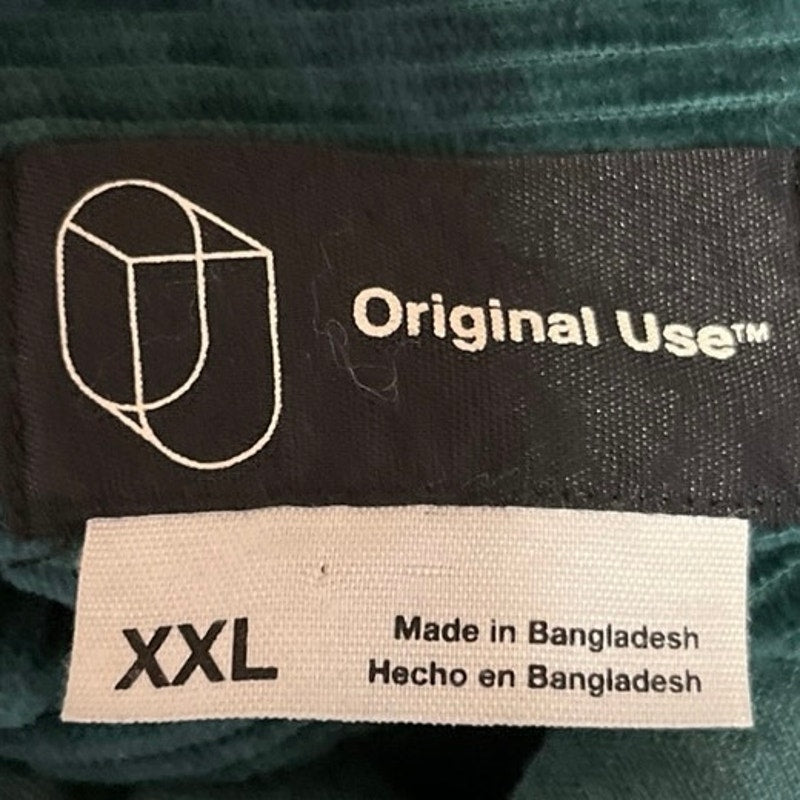 Original Use™
XXL
Made in Bangladesh
Hecho en Bangladesh